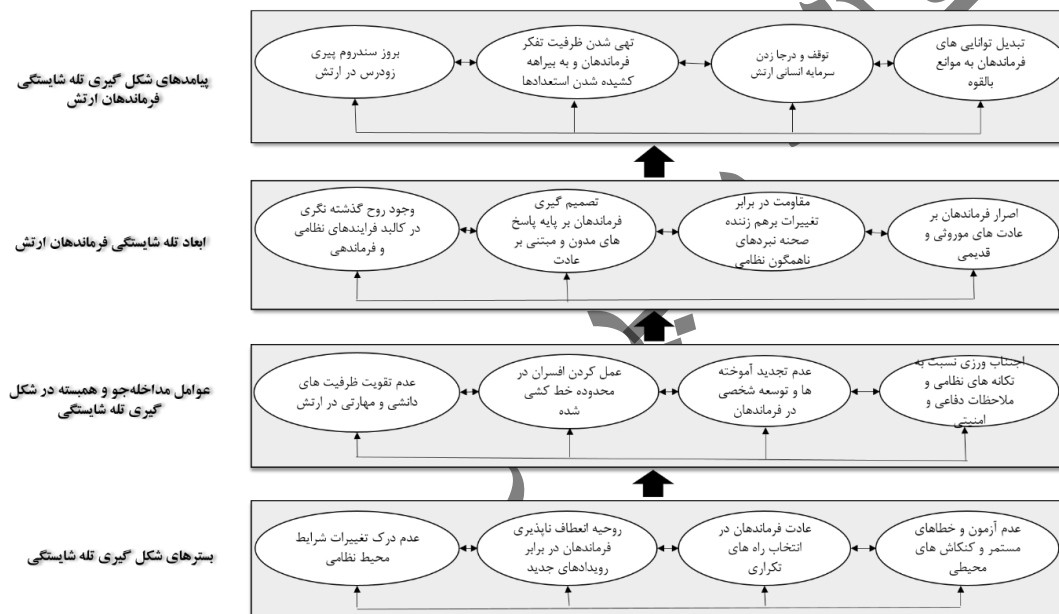 پیامدهای شکل گیری تله شایستگی
فرماندهان ارتش
تبدیل توانایی های
فرماندهان به موانع
بالقوه
توقف و درجا زدن
سرمایه انسانی ارتش
تهی شدن ظرفیت تفکر
فرماندهان و به بیراهه
کشیده شدن استعدادها
بروز سندروم پیری
زودرس در ارتش
ابعاد تله شایستگی فرماندهان ارتش
اصرار فرماندهان بر
عادت های موروثی و
قدیمی
مقاومت در برابر
تغییرات برهم زننده
صحنه نبردهای
ناهمگون نظامی
تصمیم گیری
فرماندهان بر پایه پاسخ
های مدون و مبتنی بر
عادت
وجود روح گذشته نگری
در کالبد فرایندهای نظامی
و فرماندهی
عوامل مداخله‌جو و همبسته در شکل
گیری تله شایستگی
اجتناب ورزی نسبت به
تکانه های نظامی و
ملاحظات دفاعی و
امنیتی
عدم تجدید آموخته
ها و توسعه شخصی
در فرماندهان
عمل کردن افسران در
محدوده خط کشی
شده
عدم تقویت ظرفیت های
دانشی و مهارتی در ارتش
بسترهای شکل گیری تله شایستگی
عدم آزمون و خطاهای
مستمر و کنکاش های
محیطی
عادت فرماندهان در
انتخاب راه های
تکراری
روحیه انعطاف ناپذیری
فرماندهان در برابر
رویدادهای جدید
عدم درک تغییرات شرایط
محیط نظامی